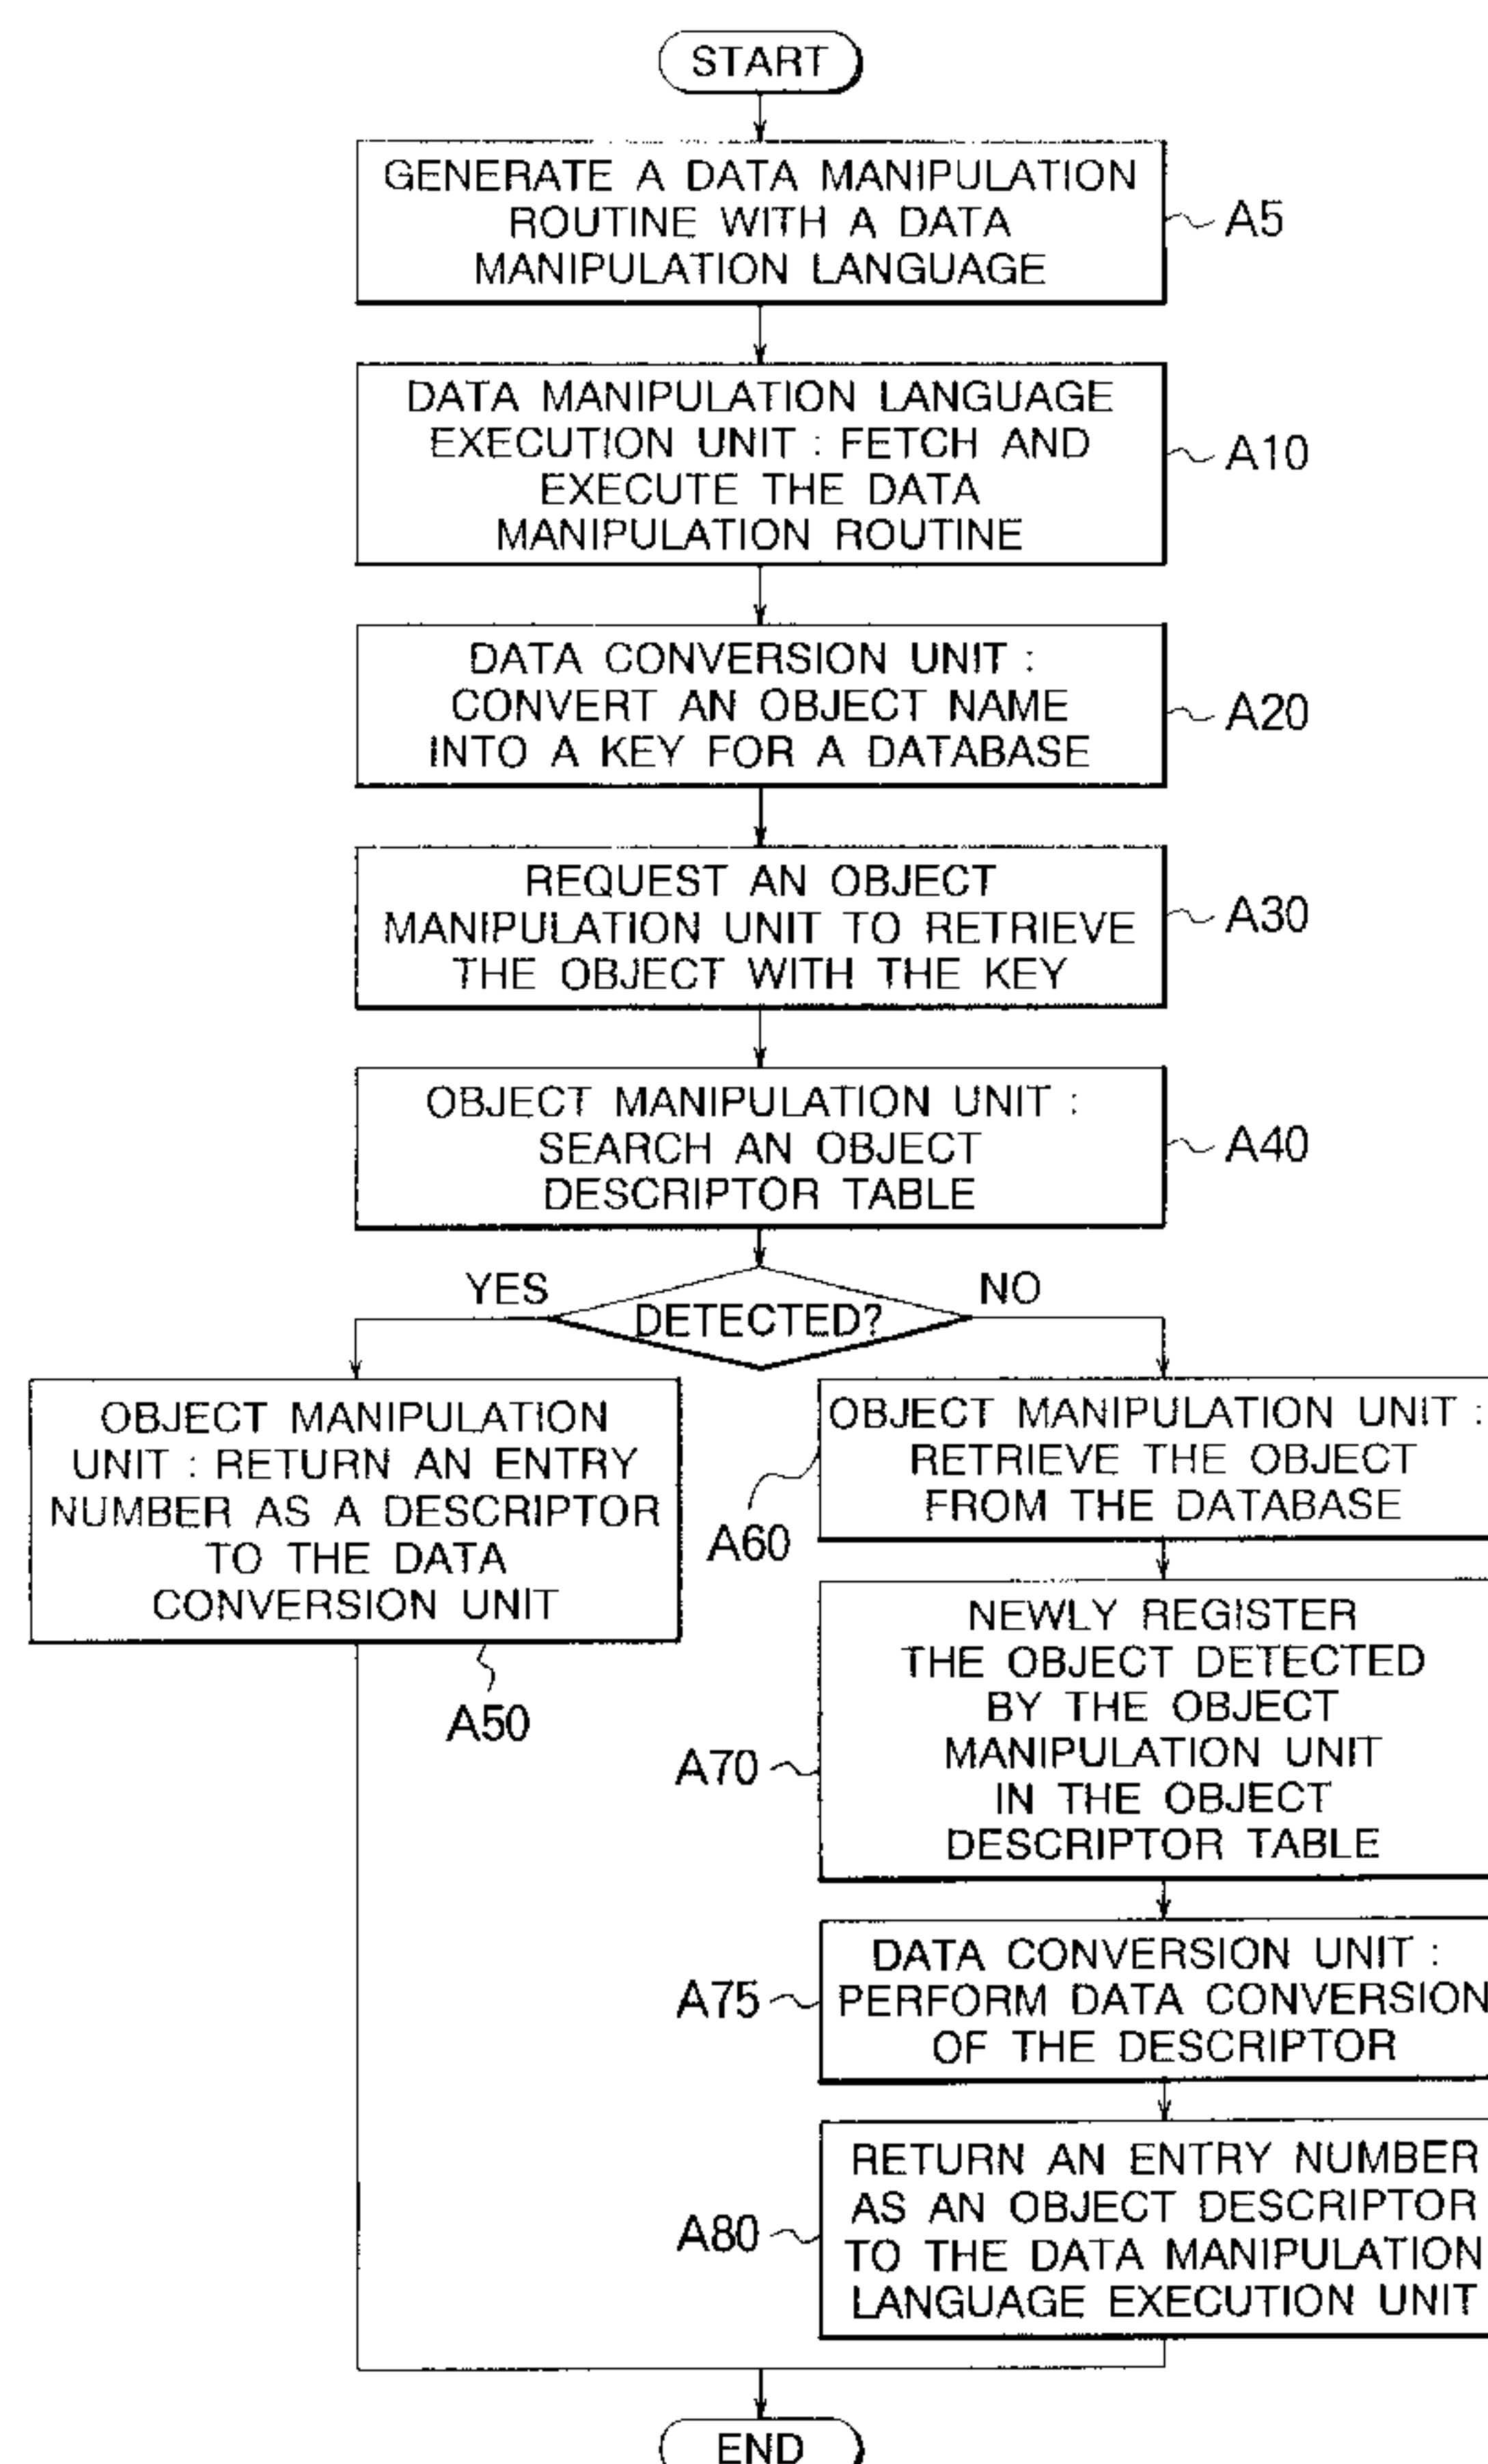 START
GENERATE A DATA MANIPULATION
ROUTINE WITH A DATA
MANIPULATION LANGUAGE
A5
DATA MANIPULATION LANGUAGE
EXECUTION UNIT : FETCH AND
EXECUTE THE DATA
MANIPULATION ROUTINE
A10
DATA CONVERSION UNIT :
CONVERT AN OBJECT NAME
INTO A KEY FOR A DATABASE
A20
REQUEST AN OBJECT
MANIPULATION UNIT TO RETRIEVE
THE OBJECT WITH THE KEY
A30
OBJECT MANIPULATION UNIT :
SEARCH AN OBJECT
DESCRIPTOR TABLE
A40
YES
DETECTED?
NO
OBJECT MANIPULATION
UNIT : RETURN AN ENTRY
NUMBER AS A DESCRIPTOR
TO THE DATA
CONVERSION UNIT
A50
OBJECT MANIPULATION UNIT :
RETRIEVE THE OBJECT
FROM THE DATABASE
A60
NEWLY REGISTER
THE OBJECT DETECTED
BY THE OBJECT
MANIPULATION UNIT
IN THE OBJECT
DESCRIPTOR TABLE
A70
DATA CONVERSION UNIT :
PERFORM DATA CONVERSION
OF THE DESCRIPTOR
A75
RETURN AN ENTRY NUMBER
AS AN OBJECT DESCRIPTOR
TO THE DATA MANIPULATION
LANGUAGE EXECUTION UNIT
A80
END